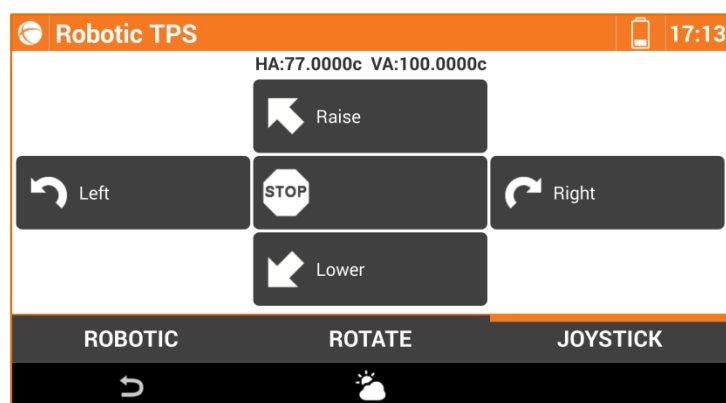 Robotic TPS 17:13
HA:77.0000c VA:100.0000c
Raise
Left STOP Right
Lower
ROBOTIC ROTATE JOYSTICK